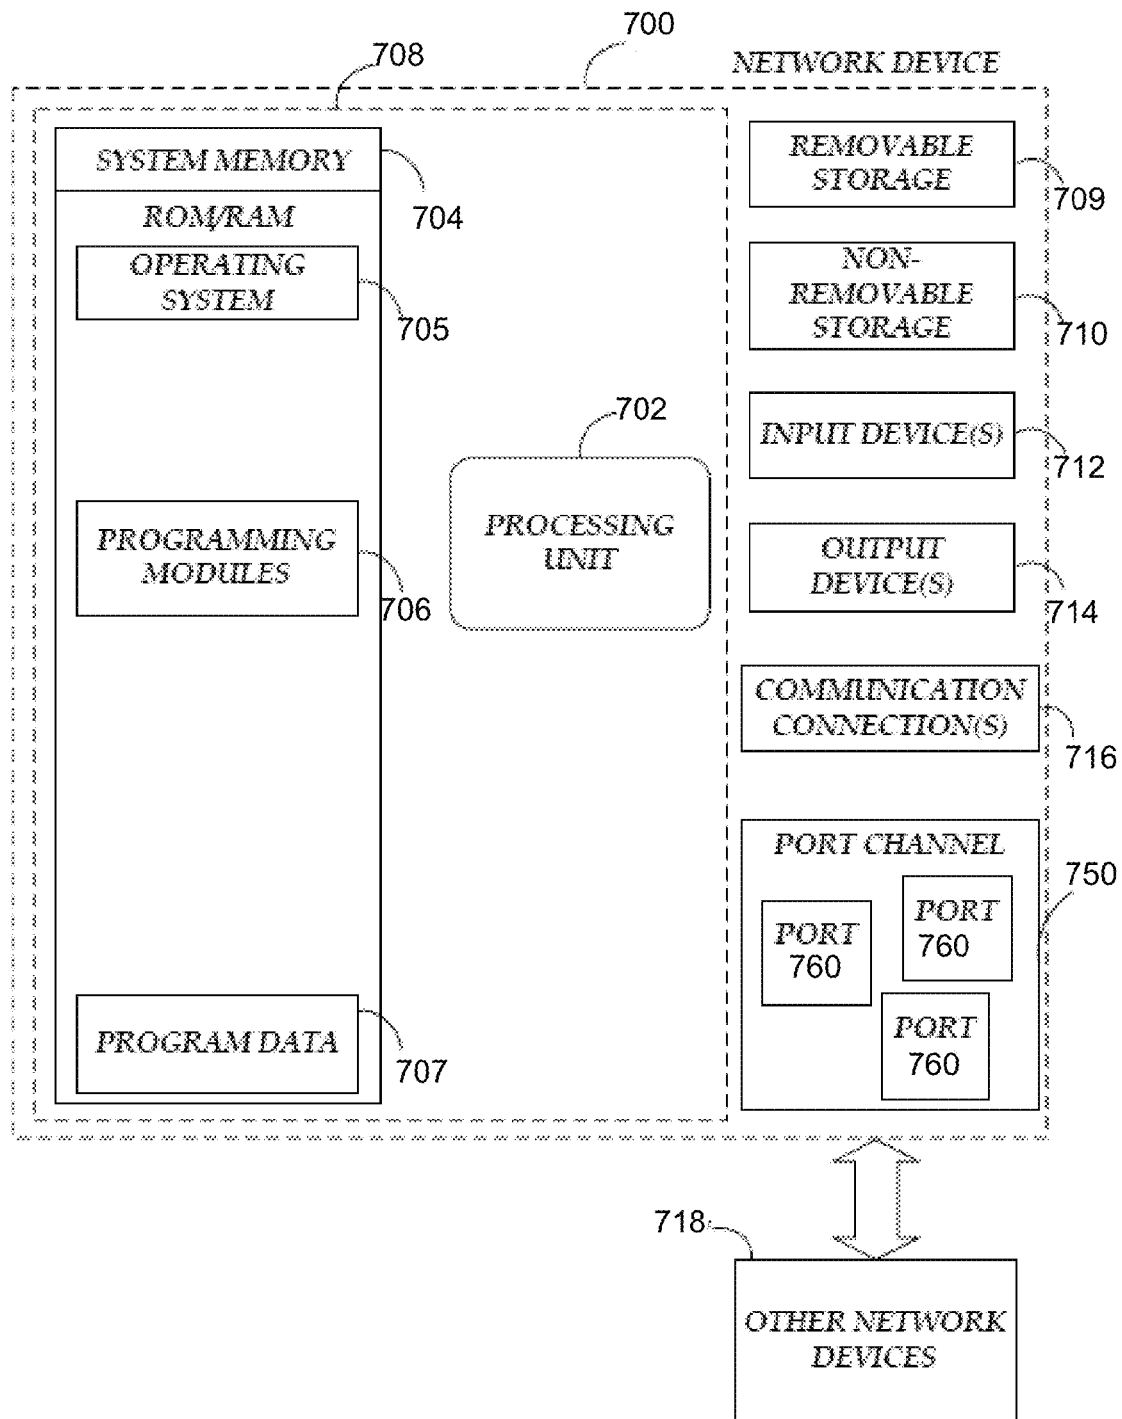 700
NETWORK DEVICE
708
SYSTEM MEMORY
704
ROM/RAM
OPERATING
SYSTEM
705
PROGRAMMING
MODULES
706
PROGRAM DATA
707
702
PROCESSING
UNIT
REMOVABLE
STORAGE
709
NON-
REMOVABLE
STORAGE
710
INPUT DEVICE(S)
712
OUTPUT
DEVICE(S)
714
COMMUNICATION
CONNECTION(S)
716
PORT CHANNEL
750
PORT
760
PORT
760
PORT
760
718
OTHER NETWORK
DEVICES